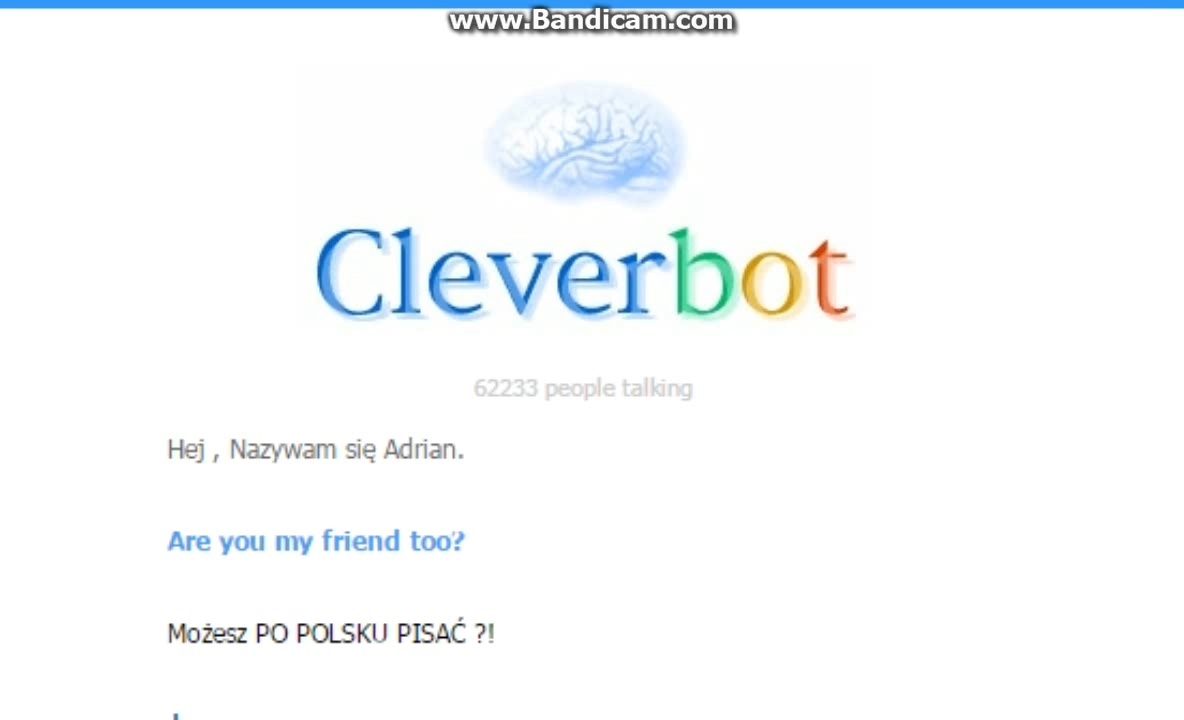 www.Bandicam.com
Cleverbot
62233 people talking
Hej , Nazywam się Adrian.
Are you my friend too?
Możesz PO POLSKU PISAĆ ?!